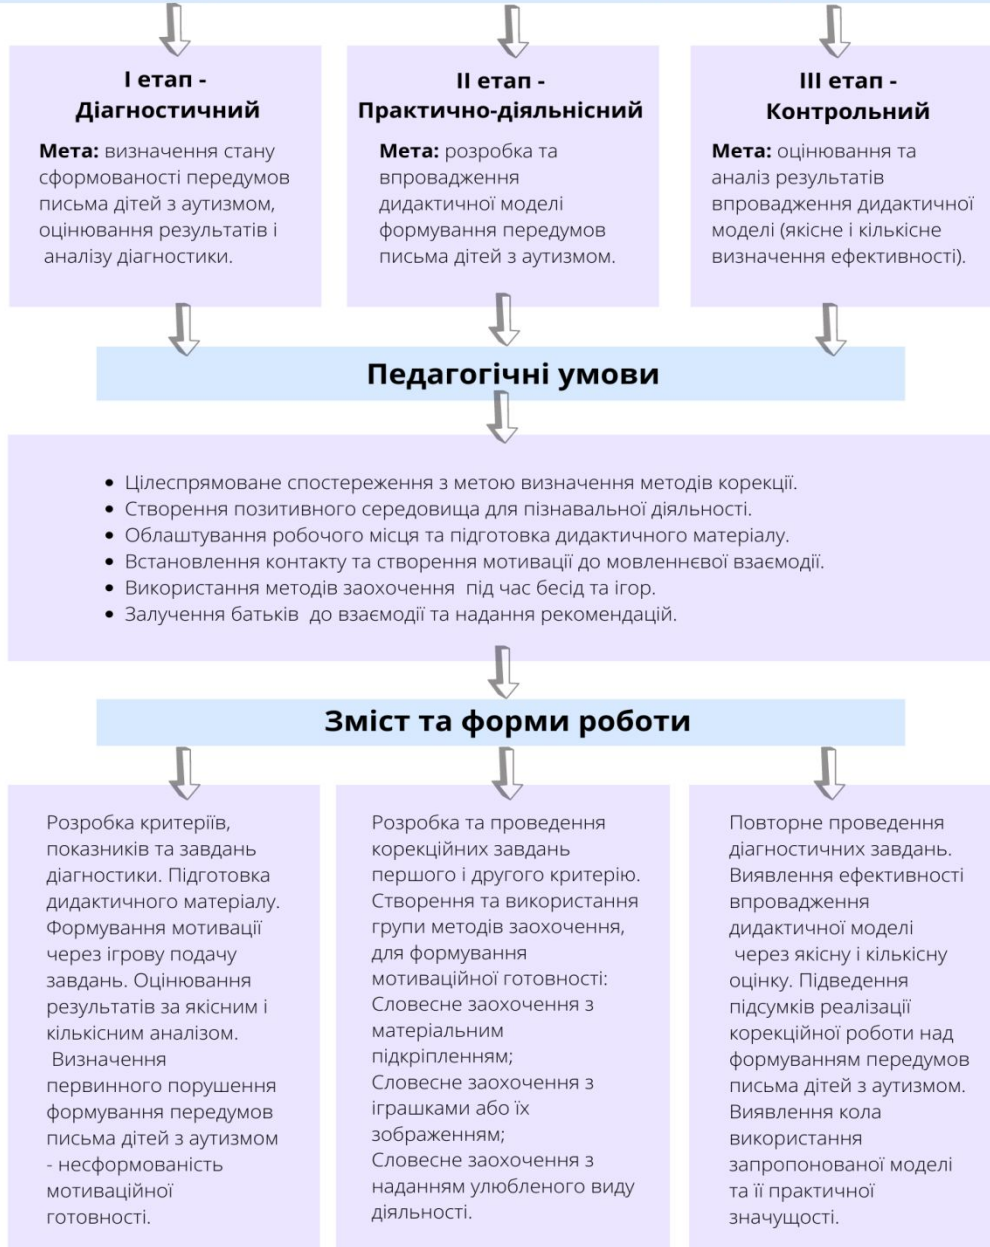 І етап -
Діагностичний
Мета: визначення стану
сформованості передумов
письма дітей з аутизмом,
оцінювання результатів і
аналізу діагностики.
ІІ етап -
Практично-діяльнісний
Мета: розробка та
впровадження
дидактичної моделі
формування передумов
письма дітей з аутизмом.
ІІІ етап -
Контрольний
Мета: оцінювання та
аналіз результатів
впровадження дидактичної
моделі (якісне і кількісне
визначення ефективності).
Педагогічні умови
• Цілеспрямоване спостереження з метою визначення методів корекції.
• Створення позитивного середовища для пізнавальної діяльності.
• Облаштування робочого місця та підготовка дидактичного матеріалу.
• Встановлення контакту та створення мотивації до мовленнєвої взаємодії.
• Використання методів заохочення під час бесід та ігор.
• Залучення батьків до взаємодії та надання рекомендацій.
Зміст та форми роботи
Розробка критеріїв,
показників та завдань
діагностики. Підготовка
дидактичного матеріалу.
Формування мотивації
через ігрову подачу
завдань. Оцінювання
результатів за якісним і
кількісним аналізом.
Визначення
первинного порушення
формування передумов
письма дітей з аутизмом
- несформованість
мотиваційної
готовності.
Розробка та проведення
корекційних завдань
першого і другого критерію.
Створення та використання
групи методів заохочення,
для формування
мотиваційної готовності:
Словесне заохочення з
матеріальним
підкріпленням;
Словесне заохочення з
іграшками або їх
зображенням;
Словесне заохочення з
наданням улюбленого виду
діяльності.
Повторне проведення
діагностичних завдань.
Виявлення ефективності
впровадження
дидактичної моделі
через якісну і кількісну
оцінку. Підведення
підсумків реалізації
корекційної роботи над
формуванням передумов
письма дітей з аутизмом.
Виявлення кола
використання
запропонованої моделі
та її практичної
значущості.